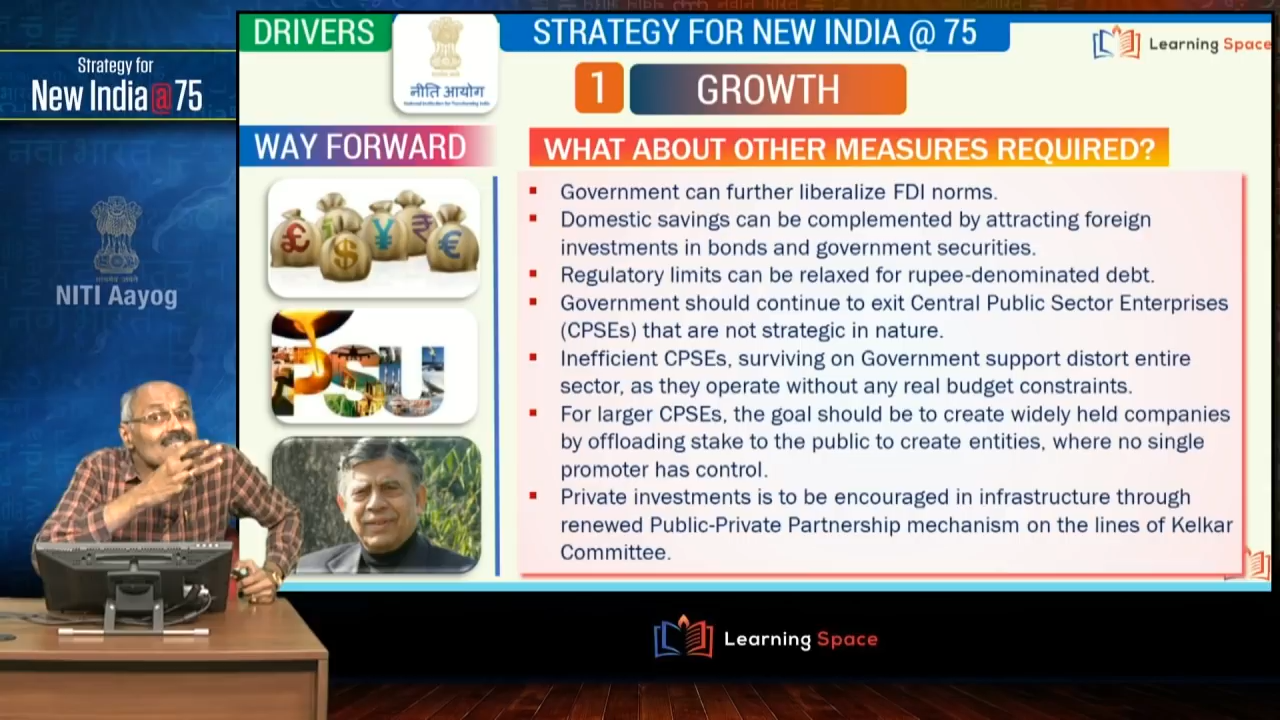 DRIVERS
STRATEGY FOR NEW INDIA @ 75
Learning Space
Strategy for
New India@75
नीति आयोग
National Institution for Transforming India
1
GROWTH
WAY FORWARD
WHAT ABOUT OTHER MEASURES REQUIRED?
▪ Government can further liberalize FDI norms.
▪ Domestic savings can be complemented by attracting foreign
investments in bonds and government securities.
▪ Regulatory limits can be relaxed for rupee-denominated debt.
▪ Government should continue to exit Central Public Sector Enterprises
(CPSEs) that are not strategic in nature.
▪ Inefficient CPSEs, surviving on Government support distort entire
sector, as they operate without any real budget constraints.
▪ For larger CPSEs, the goal should be to create widely held companies
by offloading stake to the public to create entities, where no single
promoter has control.
▪ Private investments is to be encouraged in infrastructure through
renewed Public-Private Partnership mechanism on the lines of Kelkar
Committee.
£ $ ¥ ₹ €
PSU
नवा भारत
NITI Aayog
Learning Space